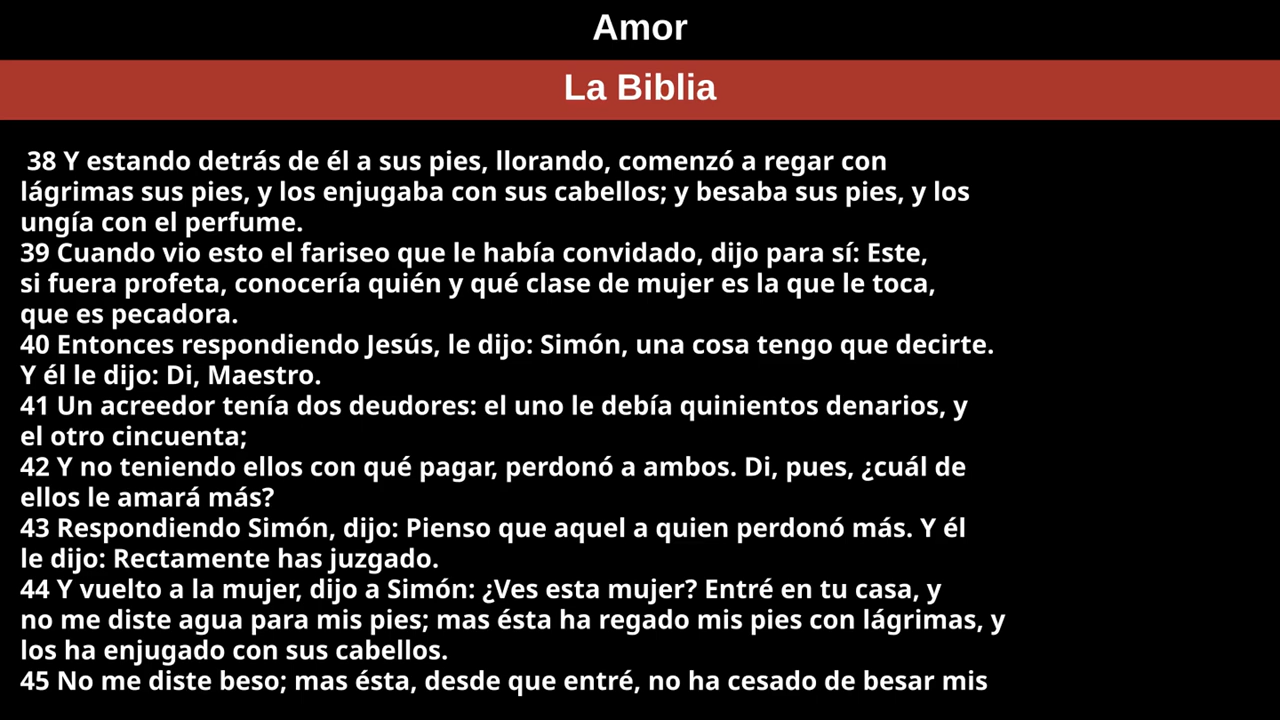 Amor
La Biblia
38 Y estando detrás de él a sus pies, llorando, comenzó a regar con
lágrimas sus pies, y los enjugaba con sus cabellos; y besaba sus pies, y los
ungía con el perfume.
39 Cuando vio esto el fariseo que le había convidado, dijo para sí: Este,
si fuera profeta, conocería quién y qué clase de mujer es la que le toca,
que es pecadora.
40 Entonces respondiendo Jesús, le dijo: Simón, una cosa tengo que decirte.
Y él le dijo: Di, Maestro.
41 Un acreedor tenía dos deudores: el uno le debía quinientos denarios, y
el otro cincuenta;
42 Y no teniendo ellos con qué pagar, perdonó a ambos. Di, pues, ¿cuál de
ellos le amará más?
43 Respondiendo Simón, dijo: Pienso que aquel a quien perdonó más. Y él
le dijo: Rectamente has juzgado.
44 Y vuelto a la mujer, dijo a Simón: ¿Ves esta mujer? Entré en tu casa, y
no me diste agua para mis pies; mas ésta ha regado mis pies con lágrimas, y
los ha enjugado con sus cabellos.
45 No me diste beso; mas ésta, desde que entré, no ha cesado de besar mis